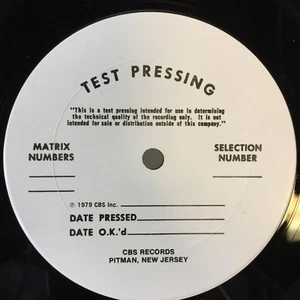 TEST PRESSING
"This is a test pressing intended for use in determining
the technical quality of the recording only. It is not
intended for sale or distribution outside of this company."
MATRIX
NUMBERS
SELECTION
NUMBER
℗ 1979 CBS Inc.
DATE PRESSED
DATE O.K.'d
CBS RECORDS
PITMAN, NEW JERSEY